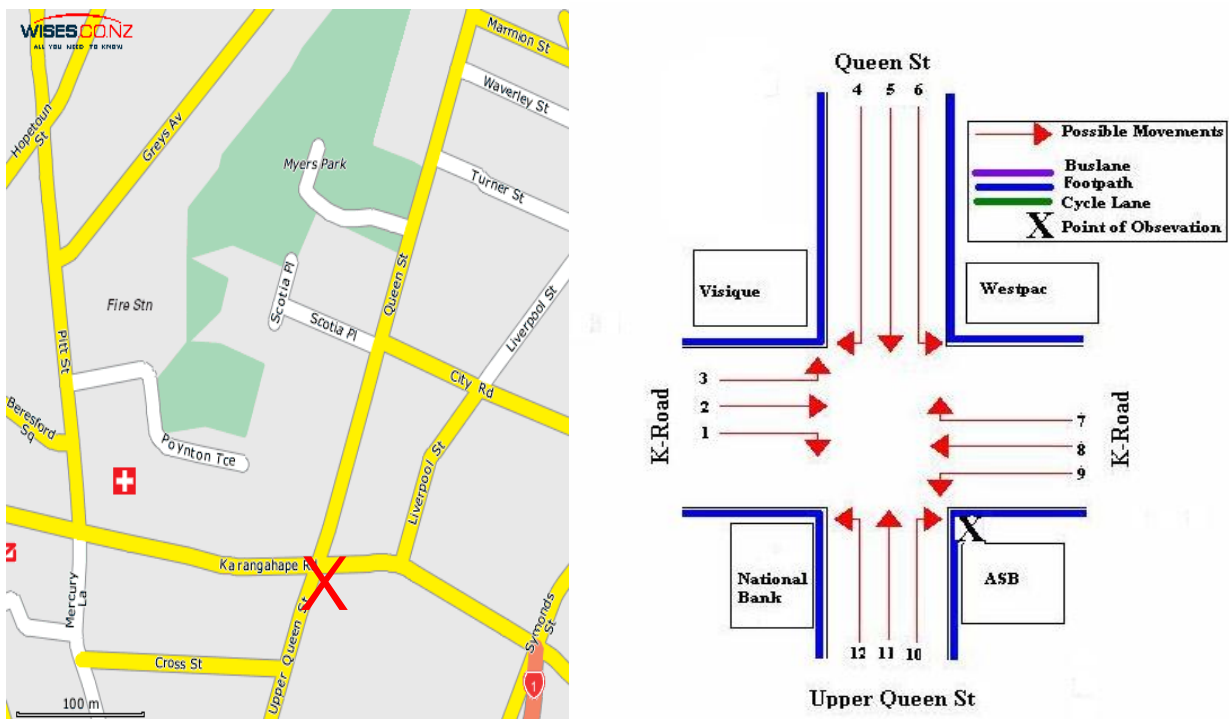 WISES.CO.NZ
ALL YOU NEED TO KNOW
Marmion St
Waverley St
Hopetoun
St
Greys Av
Myers Park
Turner St
Queen St
Scotia Pl
Scotia Pl
Liverpool St
Fire Stn
Pitt St
City Rd
Beresford
Sq
Poynton Tce
Liverpool St
Karangahape Rd
X
Mercury
La
Upper Queen St
Symonds
St
Cross St
1
100 m
Queen St
4 5 6
Possible Movements
Buslane
Footpath
Cycle Lane
X Point of Obsevation
Visique
Westpac
3
2
1
K-Road
7
8
9
K-Road
X
National
Bank
ASB
12 11 10
Upper Queen St